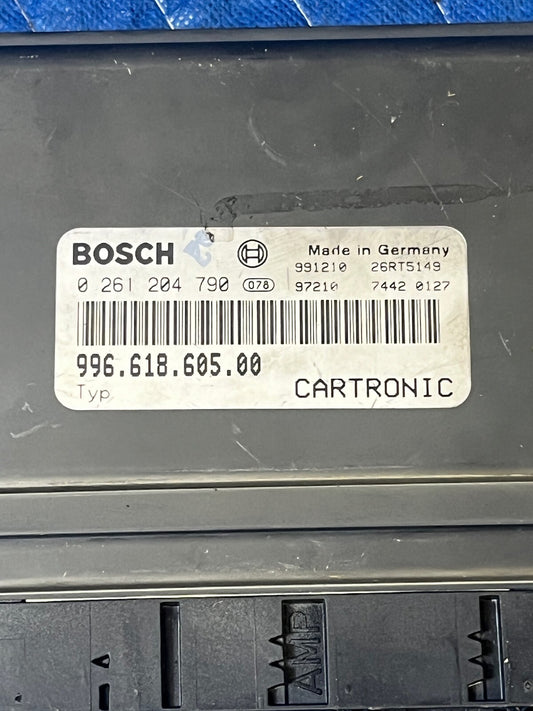 BOSCH
Made in Germany
0 261 204 790 078
991210 26RT5149
97210 7442 0127
996.618.605.00
Typ
CARTRONIC
AMP